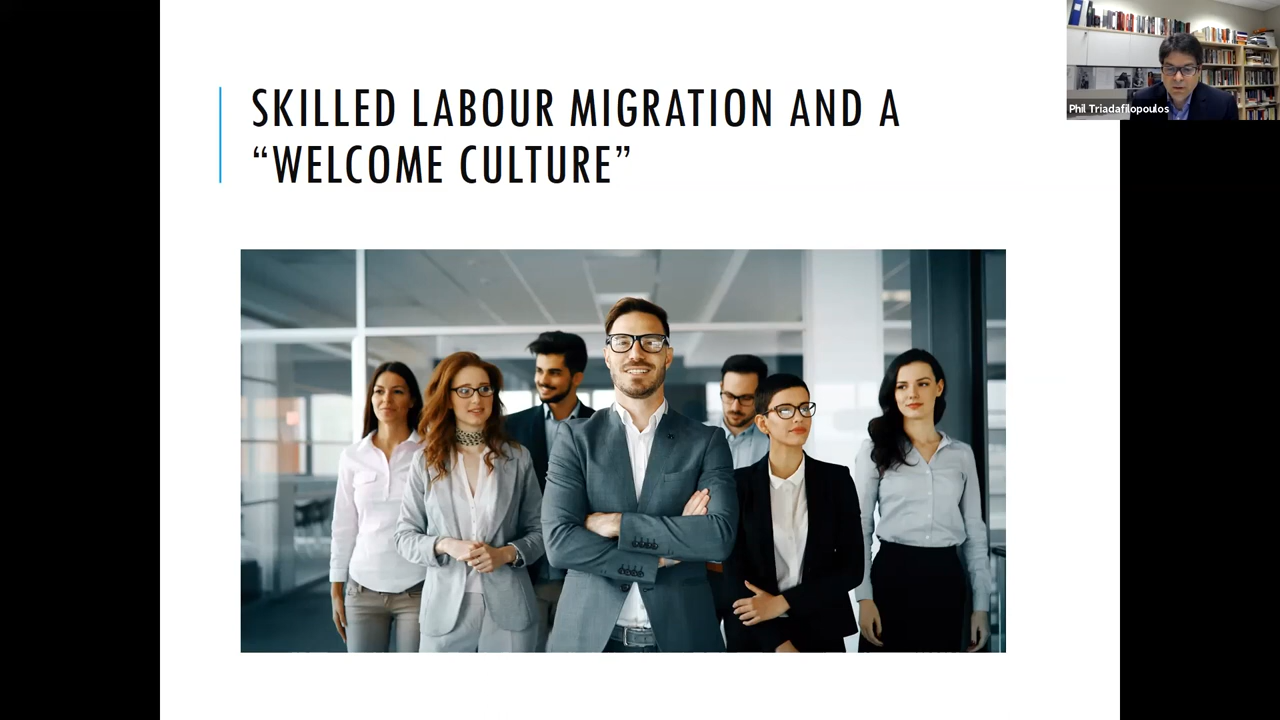 SKILLED LABOUR MIGRATION AND A
“WELCOME CULTURE”
Phil Triadafilopoulos